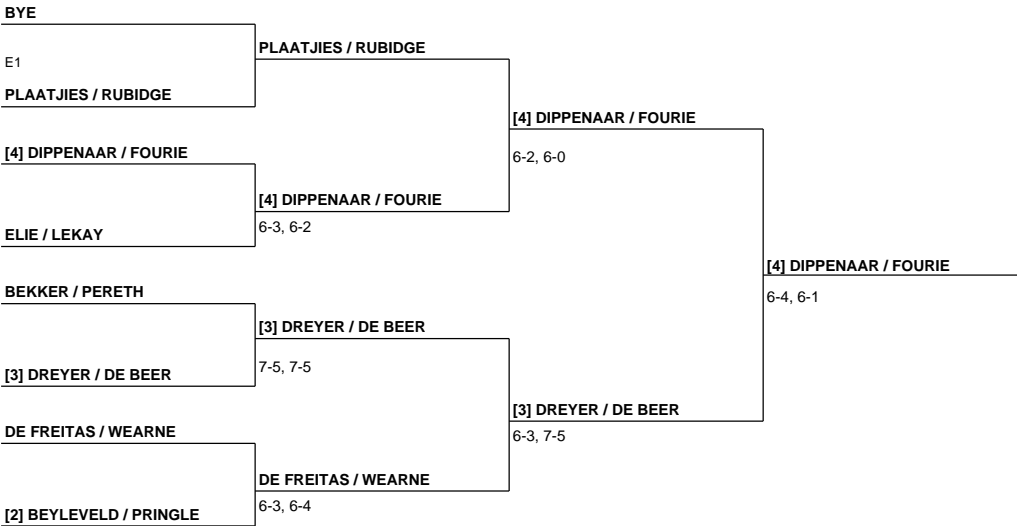 BYE
E1
PLAATJIES / RUBIDGE
PLAATJIES / RUBIDGE
[4] DIPPENAAR / FOURIE
6-2, 6-0
[4] DIPPENAAR / FOURIE
[4] DIPPENAAR / FOURIE
6-3, 6-2
ELIE / LEKAY
[4] DIPPENAAR / FOURIE
6-4, 6-1
BEKKER / PERETH
[3] DREYER / DE BEER
7-5, 7-5
[3] DREYER / DE BEER
[3] DREYER / DE BEER
6-3, 7-5
DE FREITAS / WEARNE
DE FREITAS / WEARNE
6-3, 6-4
[2] BEYLEVELD / PRINGLE